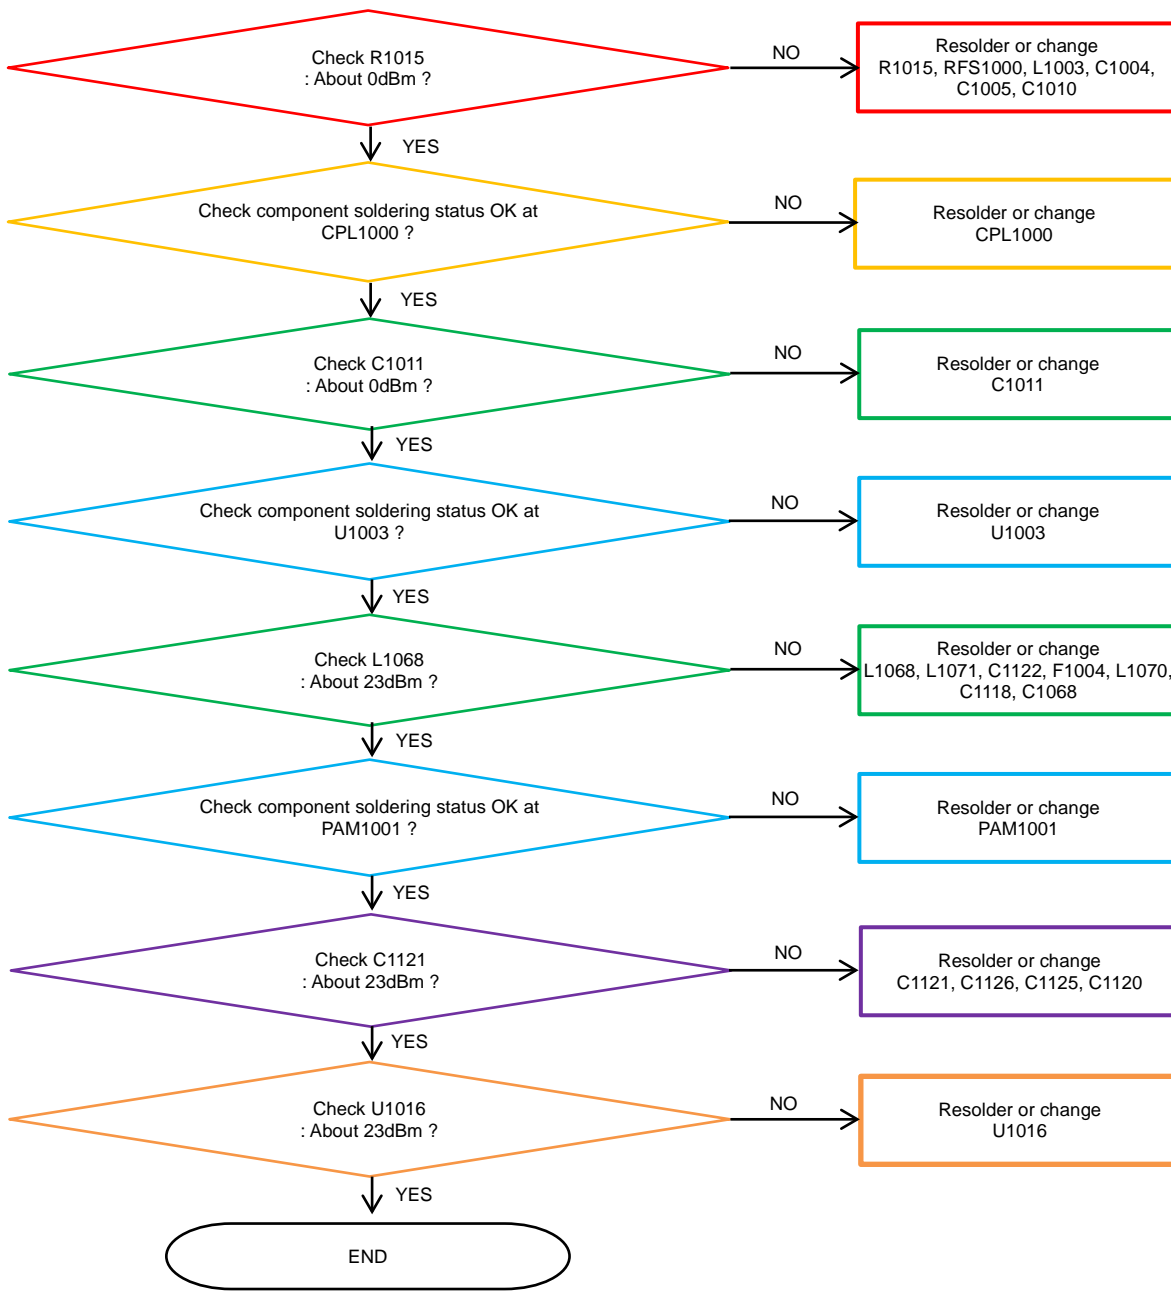 Check R1015
: About 0dBm ?
NO
Resolder or change
R1015, RFS1000, L1003, C1004,
C1005, C1010
YES
Check component soldering status OK at
CPL1000 ?
NO
Resolder or change
CPL1000
YES
Check C1011
: About 0dBm ?
NO
Resolder or change
C1011
YES
Check component soldering status OK at
U1003 ?
NO
Resolder or change
U1003
YES
Check L1068
: About 23dBm ?
NO
Resolder or change
L1068, L1071, C1122, F1004, L1070,
C1118, C1068
YES
Check component soldering status OK at
PAM1001 ?
NO
Resolder or change
PAM1001
YES
Check C1121
: About 23dBm ?
NO
Resolder or change
C1121, C1126, C1125, C1120
YES
Check U1016
: About 23dBm ?
NO
Resolder or change
U1016
YES
END